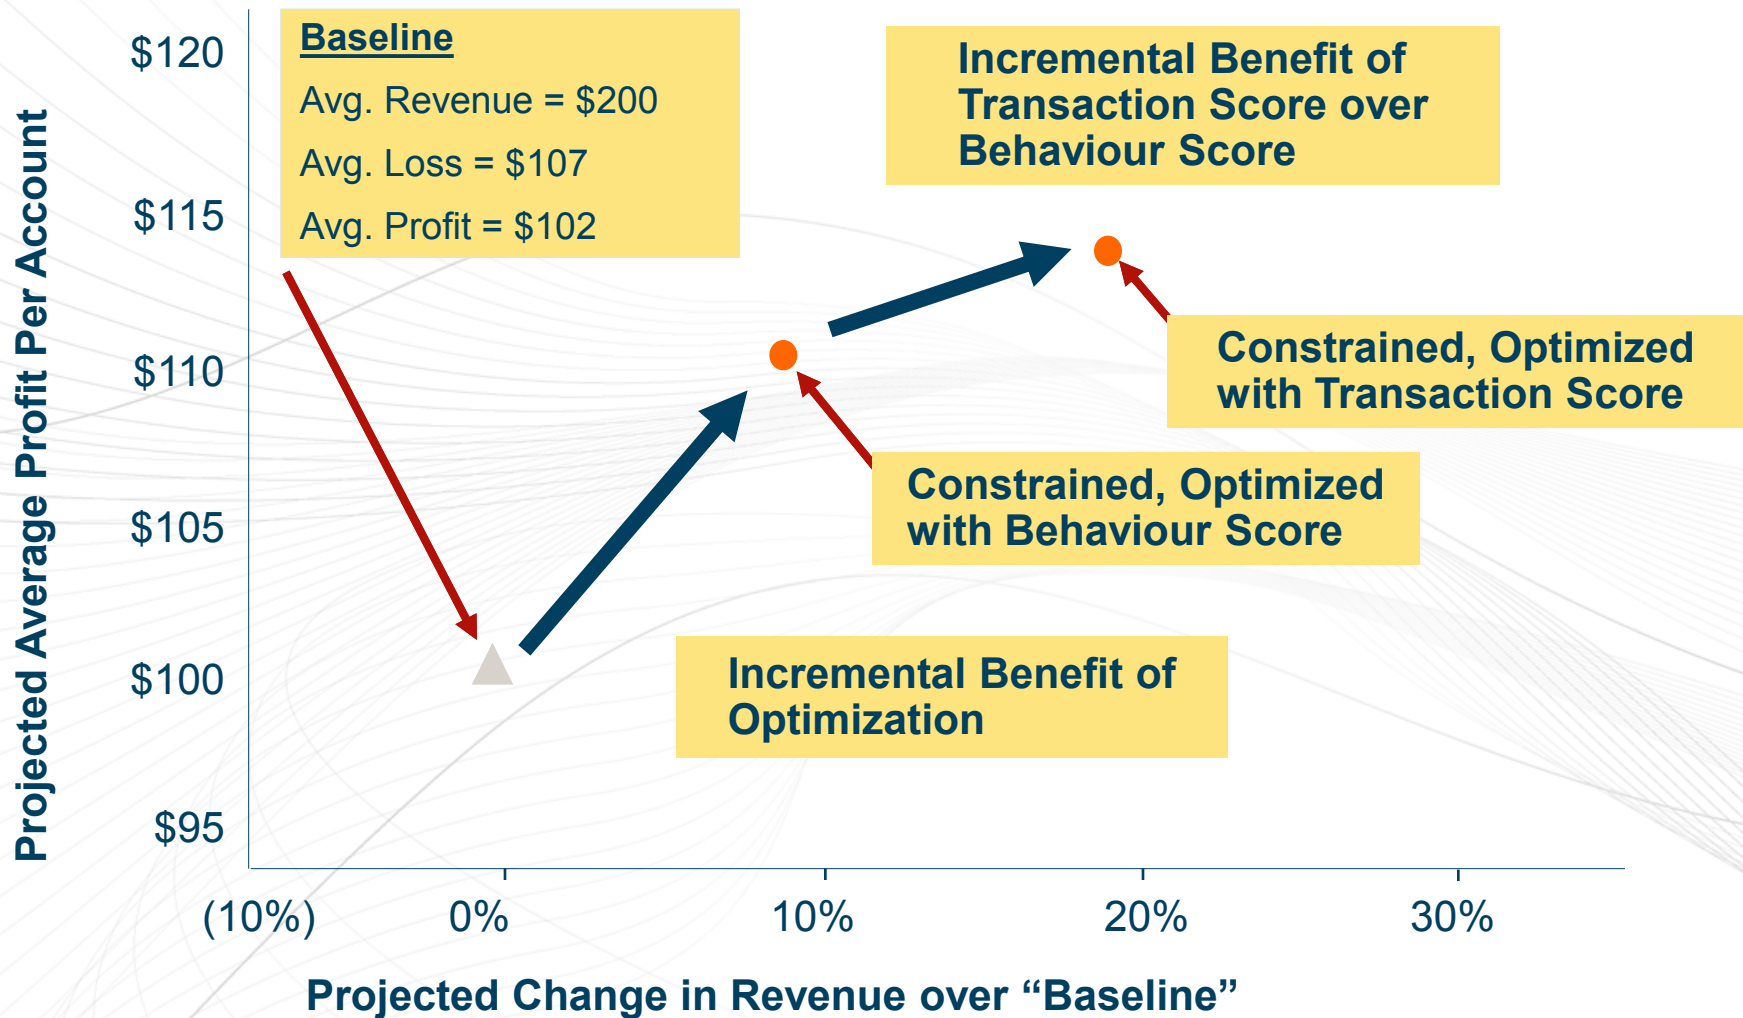 Projected Average Profit Per Account
$120
$115
$110
$105
$100
$95
Baseline
Avg. Revenue = $200
Avg. Loss = $107
Avg. Profit = $102
Incremental Benefit of
Transaction Score over
Behaviour Score
Constrained, Optimized
with Transaction Score
Constrained, Optimized
with Behaviour Score
Incremental Benefit of
Optimization
(10%) 0% 10% 20% 30%
Projected Change in Revenue over “Baseline”